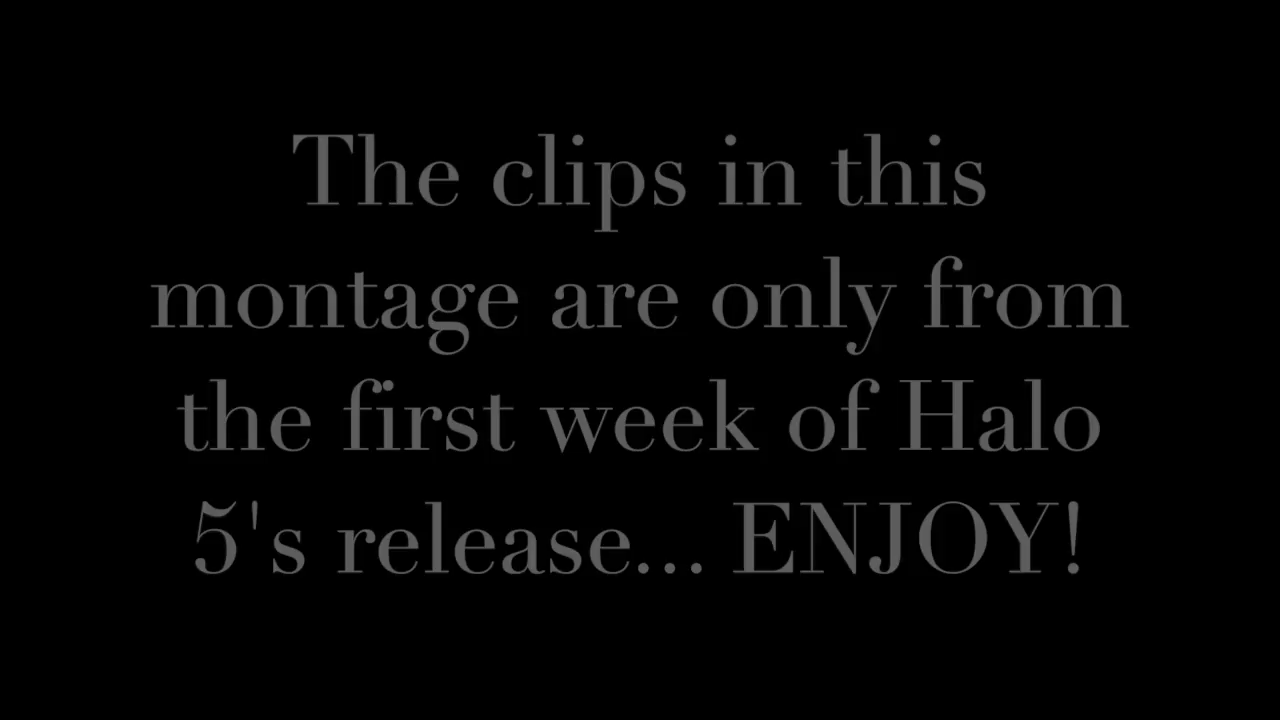 The clips in this
montage are only from
the first week of Halo
5's release... ENJOY!